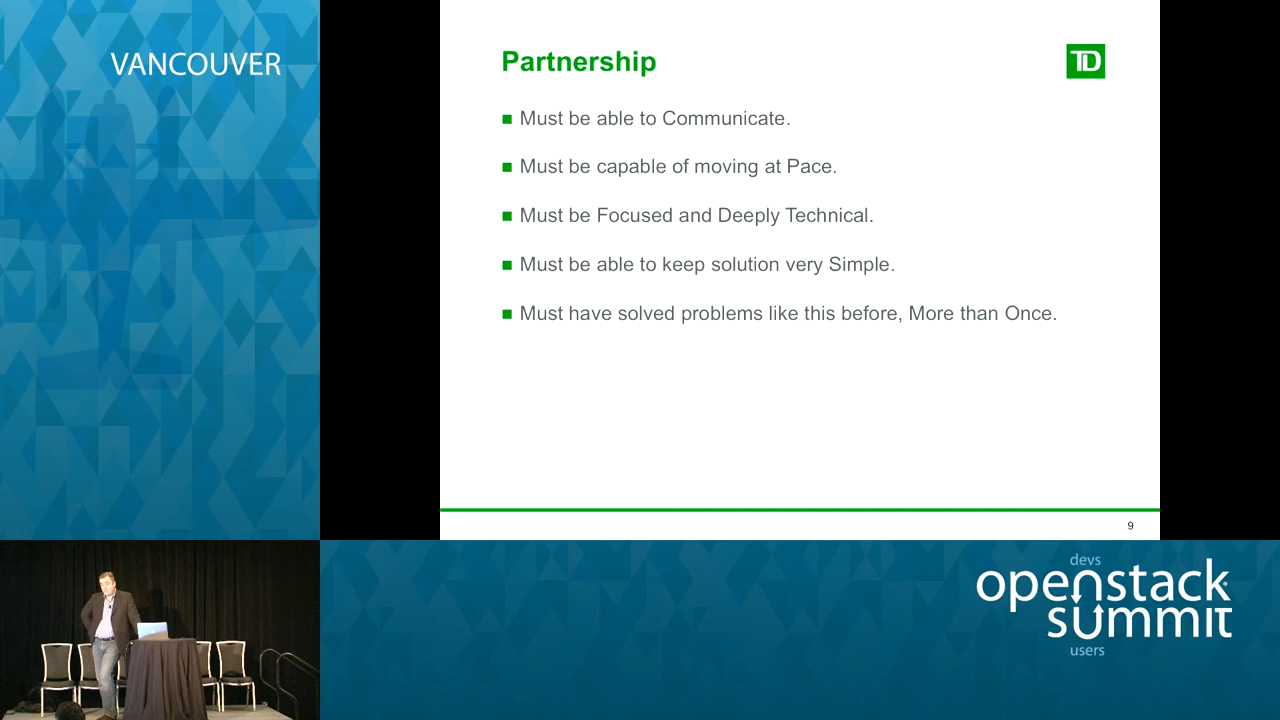 VANCOUVER
Partnership
TD
Must be able to Communicate.
Must be capable of moving at Pace.
Must be Focused and Deeply Technical.
Must be able to keep solution very Simple.
Must have solved problems like this before, More than Once.
9
devs
openstack
summit
users